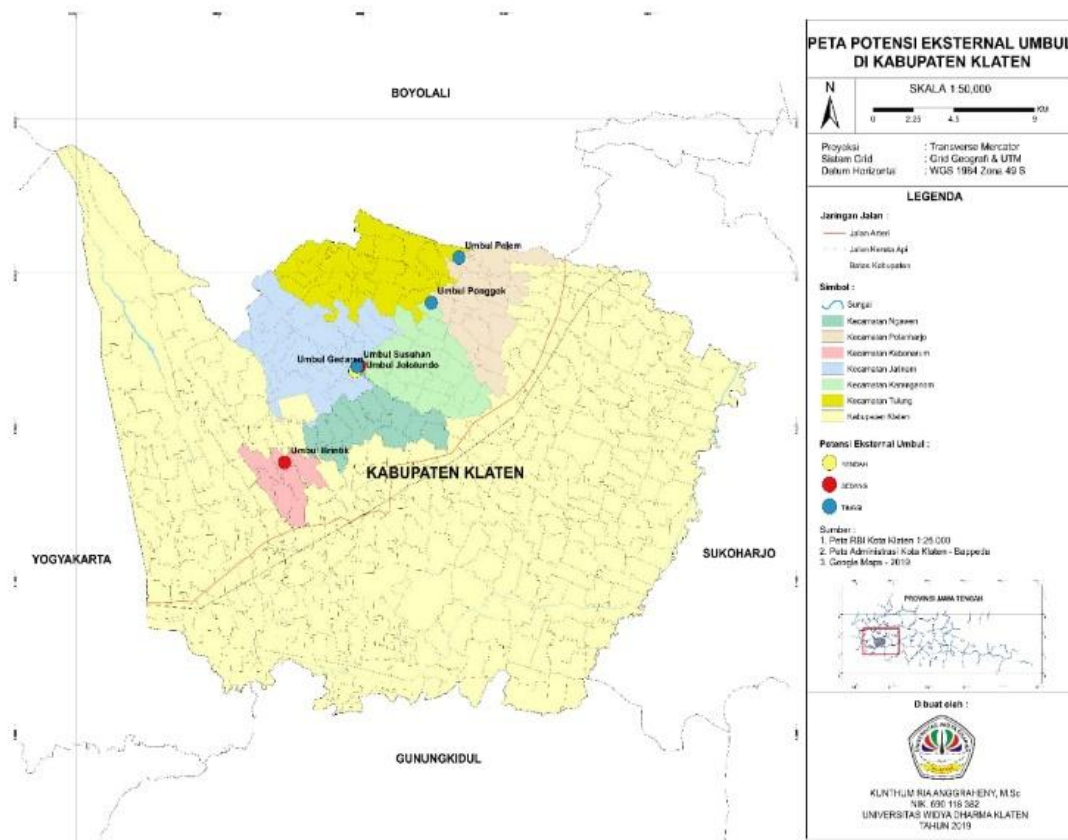 BOYOLALI
Umbul Pelem
Umbul Ponggok
Umbul Gedaren
Umbul Susuhan
Umbul Jolotundo
Umbul Brintik
KABUPATEN KLATEN
YOGYAKARTA
SUKOHARJO
GUNUNGKIDUL
PETA POTENSI EKSTERNAL UMBUL
DI KABUPATEN KLATEN
N
SKALA 1:50,000
0 2.25 4.5 9 KM
Proyeksi : Transverse Mercator
Sistem Grid : Grid Geografi & UTM
Datum Horizontal : WGS 1984 Zona 49 S
LEGENDA
Jaringan Jalan :
Jalan Arteri
Jalan Kereta Api
Batas Kabupaten
Simbol :
Sungai
Kecamatan Ngawen
Kecamatan Polanharjo
Kecamatan Kebonarum
Kecamatan Jatinom
Kecamatan Karanganom
Kecamatan Tulung
Kabupaten Klaten
Potensi Eksternal Umbul :
RENDAH
SEDANG
TINGGI
Sumber :
1. Peta RBI Kota Klaten 1:25.000
2. Peta Administrasi Kota Klaten - Bappeda
3. Google Maps - 2019
PROVINSI JAWA TENGAH
Dibuat oleh :
KUNTHUM RIA ANGGRAHENY, M.Sc
NIK. 690 116 382
UNIVERSITAS WIDYA DHARMA KLATEN
TAHUN 2019